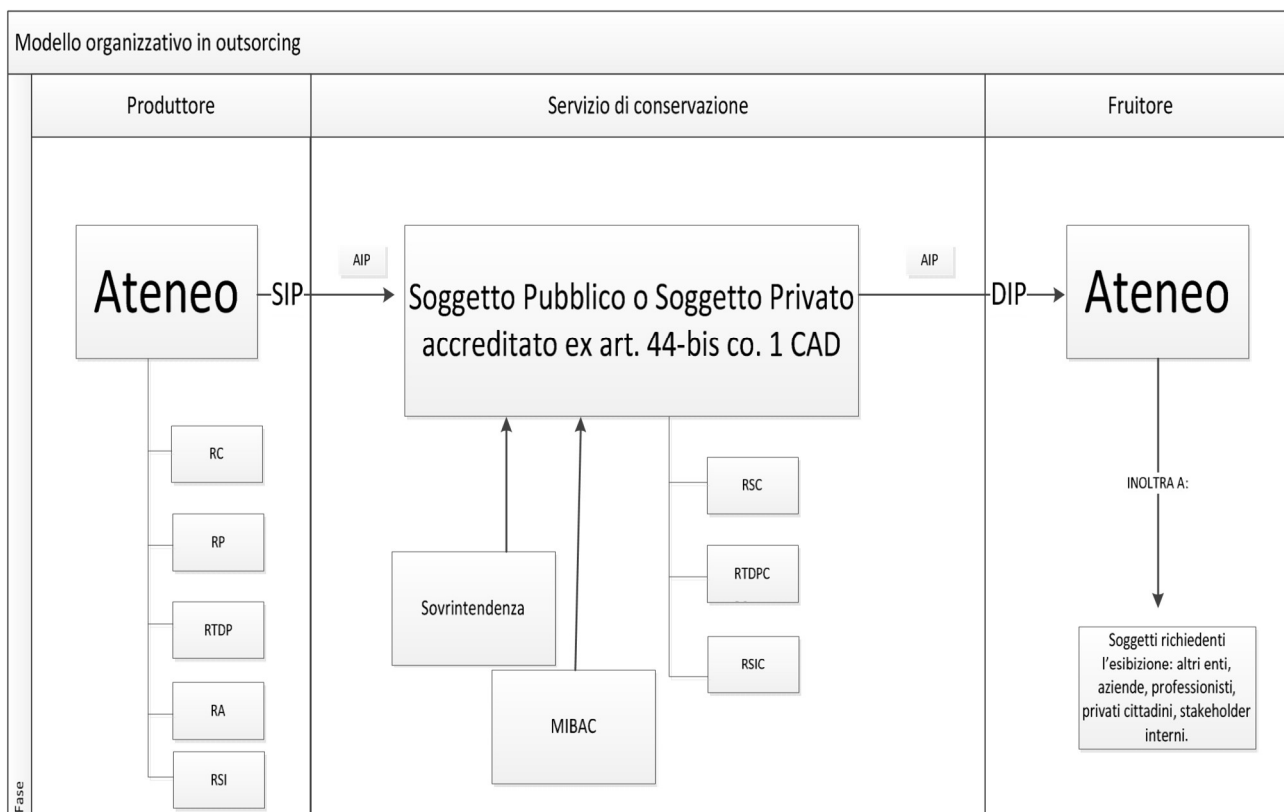 Modello organizzativo in outsorcing
Produttore
Servizio di conservazione
Fruitore
Ateneo
SIP
AIP
Soggetto Pubblico o Soggetto Privato
accreditato ex art. 44-bis co. 1 CAD
AIP
DIP
Ateneo
RC
RP
RTDP
RA
RSI
Sovrintendenza
MIBAC
RSC
RTDPC
RSIC
INOLTRA A:
Soggetti richiedenti
l'esibizione: altri enti,
aziende, professionisti,
privati cittadini, stakeholder
interni.
Fase